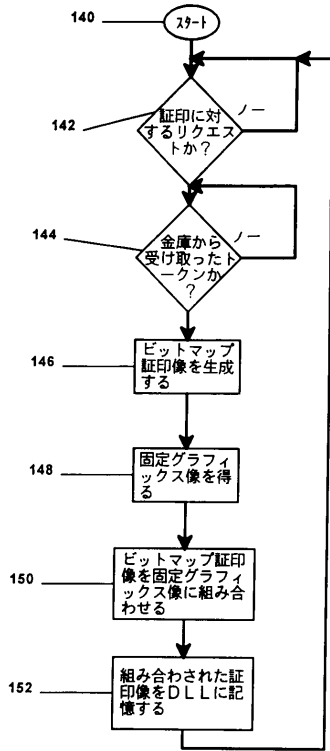 140
スタート
142
証印に対
するリクエス
トか?
ノー
144
金庫から
受け取ったト
ークンか
?
ノー
146
ビットマップ
証印像を生成
する
148
固定グラフィ
ックス像を得
る
150
ビットマップ証印
像を固定グラフィ
ックス像に組み合
わせる
152
組み合わされた証
印像をDLLに記
憶する